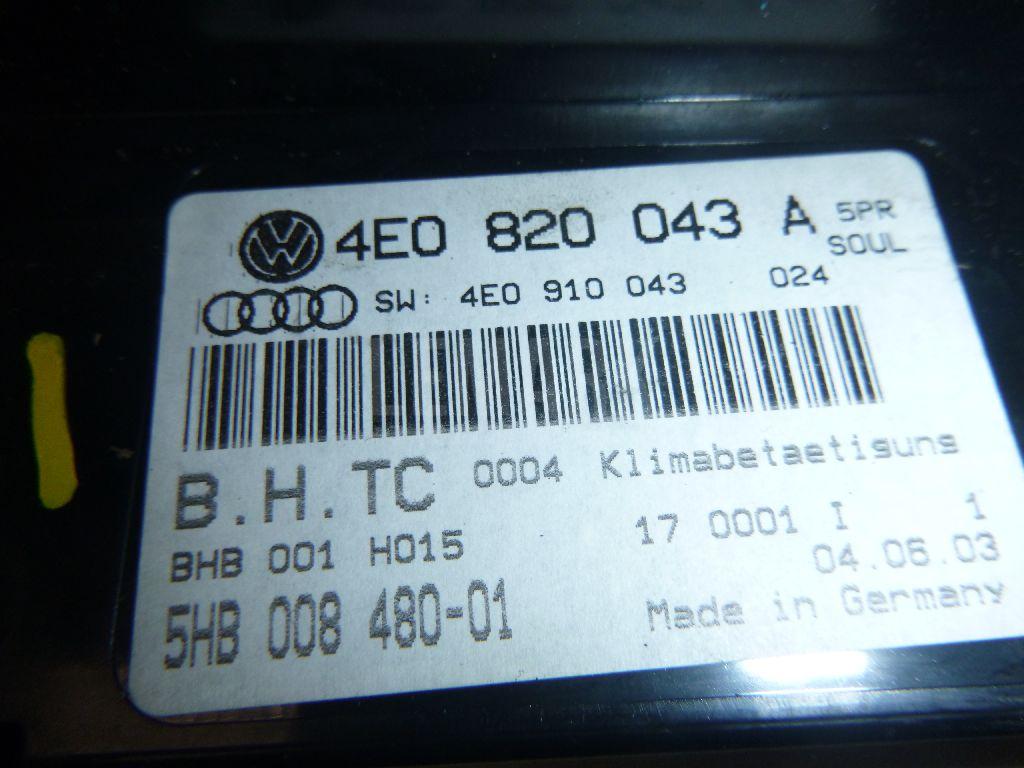 4E0 820 043 A 5PR
SOUL
SW: 4E0 910 043 024
B.H.TC 0004 Klimabetaetigung
BHB 001 H015 17 0001 I 1
04.06.03
5HB 008 480-01 Made in Germany